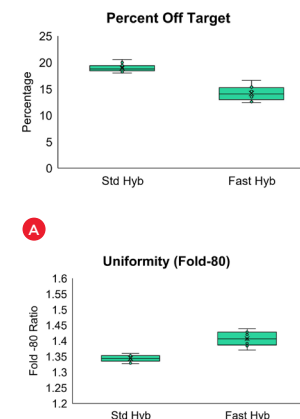 Percent Off Target
25
20
15
10
5
0
Percentage
Std Hyb Fast Hyb
A
Uniformity (Fold-80)
1.6
1.55
1.5
1.45
1.4
1.35
1.3
1.25
1.2
Fold -80 Ratio
Std Hyb Fast Hyb